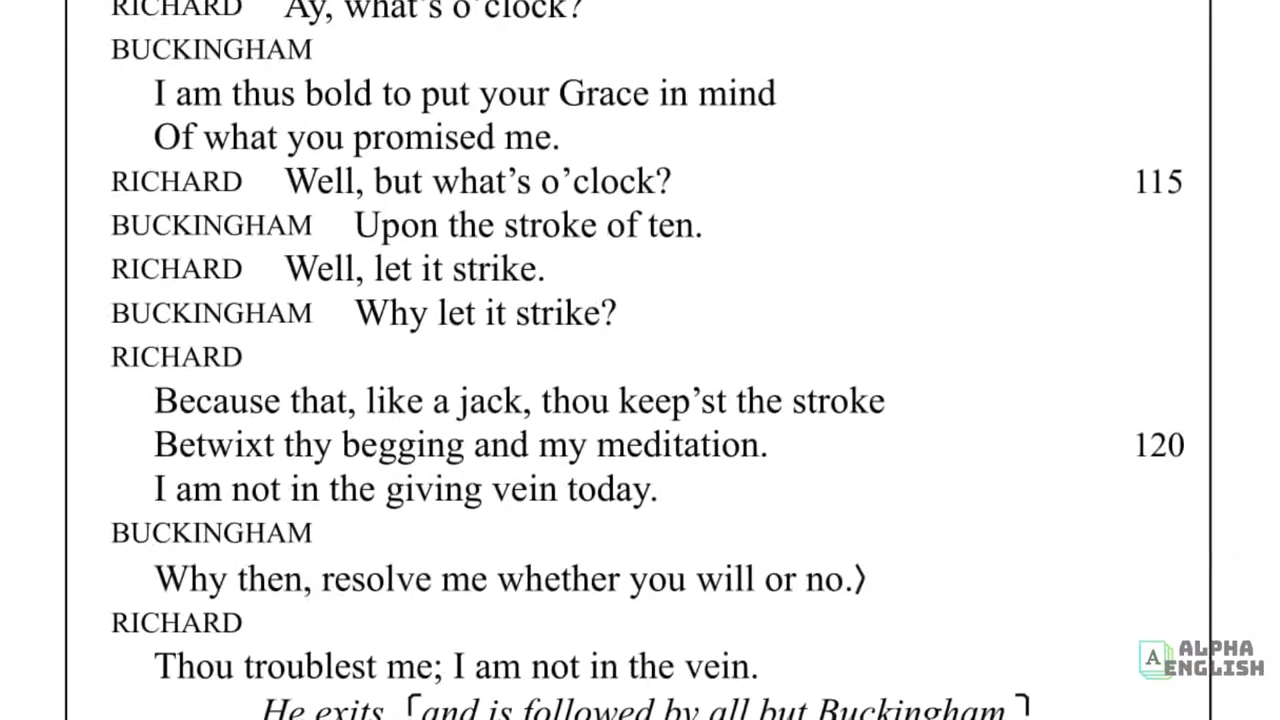 RICHARD Ay, what's o'clock?
BUCKINGHAM
I am thus bold to put your Grace in mind
Of what you promised me.
RICHARD Well, but what's o'clock? 115
BUCKINGHAM Upon the stroke of ten.
RICHARD Well, let it strike.
BUCKINGHAM Why let it strike?
RICHARD
Because that, like a jack, thou keep'st the stroke
Betwixt thy begging and my meditation. 120
I am not in the giving vein today.
BUCKINGHAM
Why then, resolve me whether you will or no.⟩
RICHARD
Thou troublest me; I am not in the vein.
He exits, ⌜and is followed by all but Buckingham.⌝
A ALPHA
ENGLISH